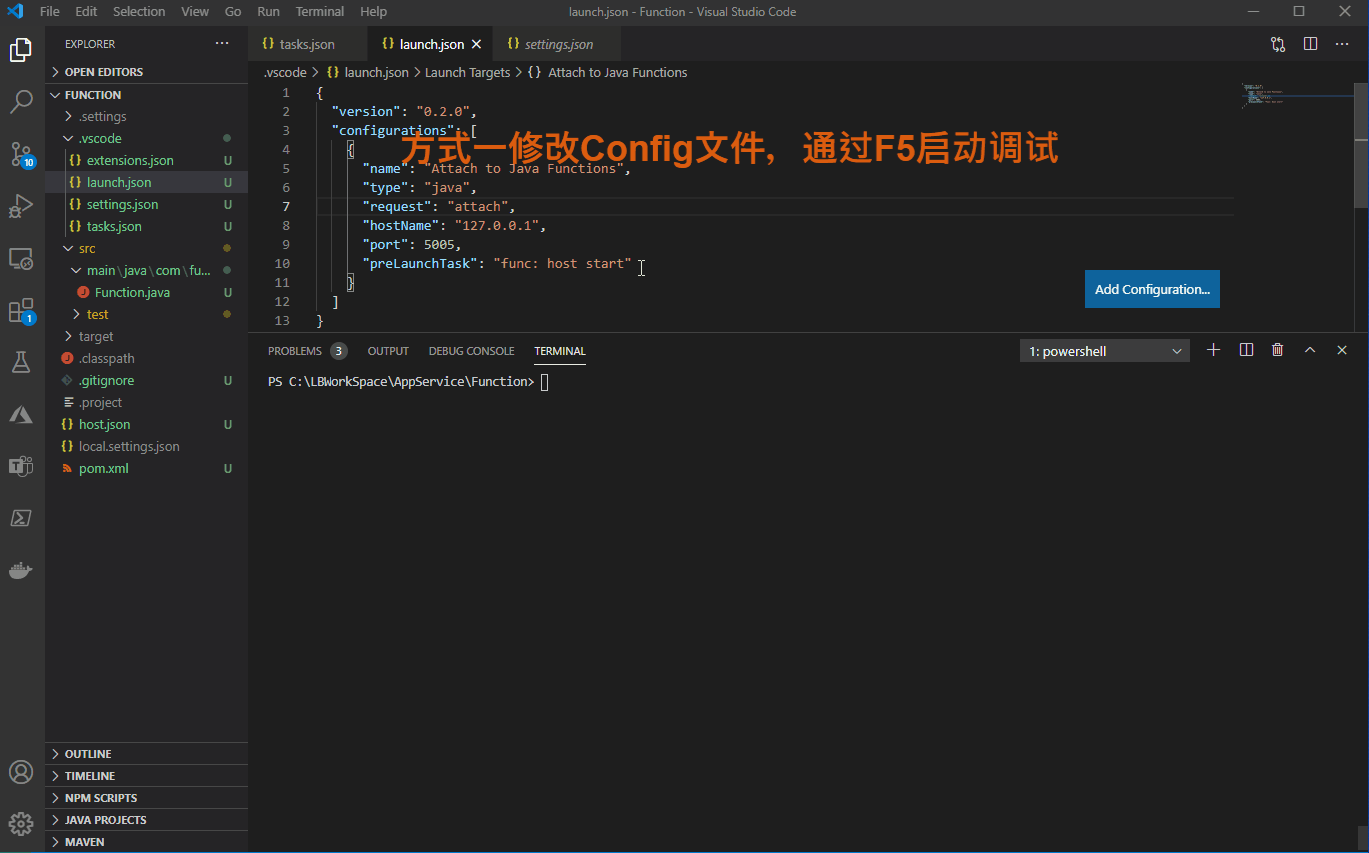 File Edit Selection View Go Run Terminal Help launch.json - Function - Visual Studio Code
EXPLORER
OPEN EDITORS
FUNCTION
.settings
.vscode
extensions.json U
launch.json U
settings.json U
tasks.json U
src
main\java\com\fu...
Function.java U
test
target
.classpath
.gitignore U
.project
host.json U
local.settings.json
pom.xml U
OUTLINE
TIMELINE
NPM SCRIPTS
JAVA PROJECTS
MAVEN
10
1
tasks.json launch.json settings.json
.vscode > launch.json > Launch Targets > {} Attach to Java Functions
1 {
2 "version": "0.2.0",
3 "configurations": [
方式一修改Config文件，通过F5启动调试
4 {
5 "name": "Attach to Java Functions",
6 "type": "java",
7 "request": "attach",
8 "hostName": "127.0.0.1",
9 "port": 5005,
10 "preLaunchTask": "func: host start"
11 }
12 ]
13 }
Add Configuration...
PROBLEMS 3 OUTPUT DEBUG CONSOLE TERMINAL 1: powershell
PS C:\LBWorkSpace\AppService\Function>